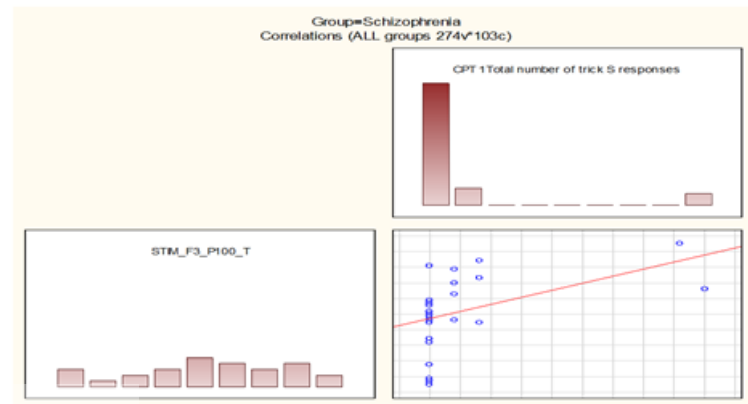 Group=Schizophrenia
Correlations (ALL groups 274v*103c)
CPT 1Total number of trick S responses
STIM_F3_P100_T